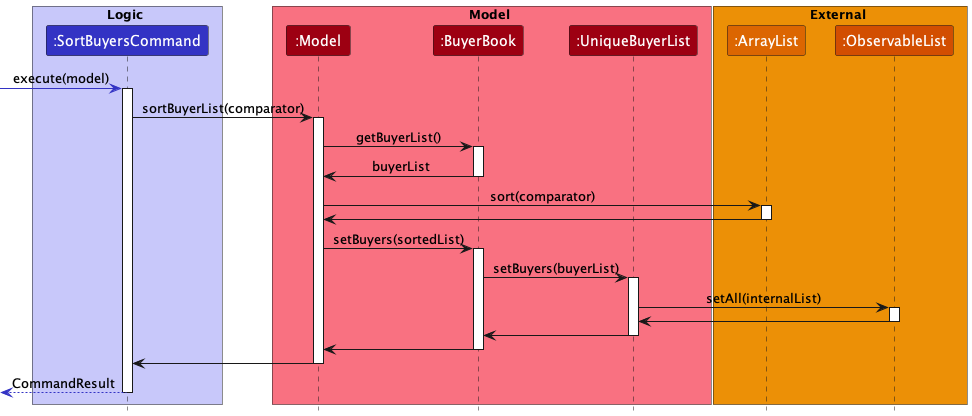 Logic
Model
External
:SortBuyersCommand
:Model
:BuyerBook
:UniqueBuyerList
:ArrayList
:ObservableList
execute(model)
sortBuyerList(comparator)
getBuyerList()
buyerList
sort(comparator)
setBuyers(sortedList)
setBuyers(buyerList)
setAll(internalList)
CommandResult